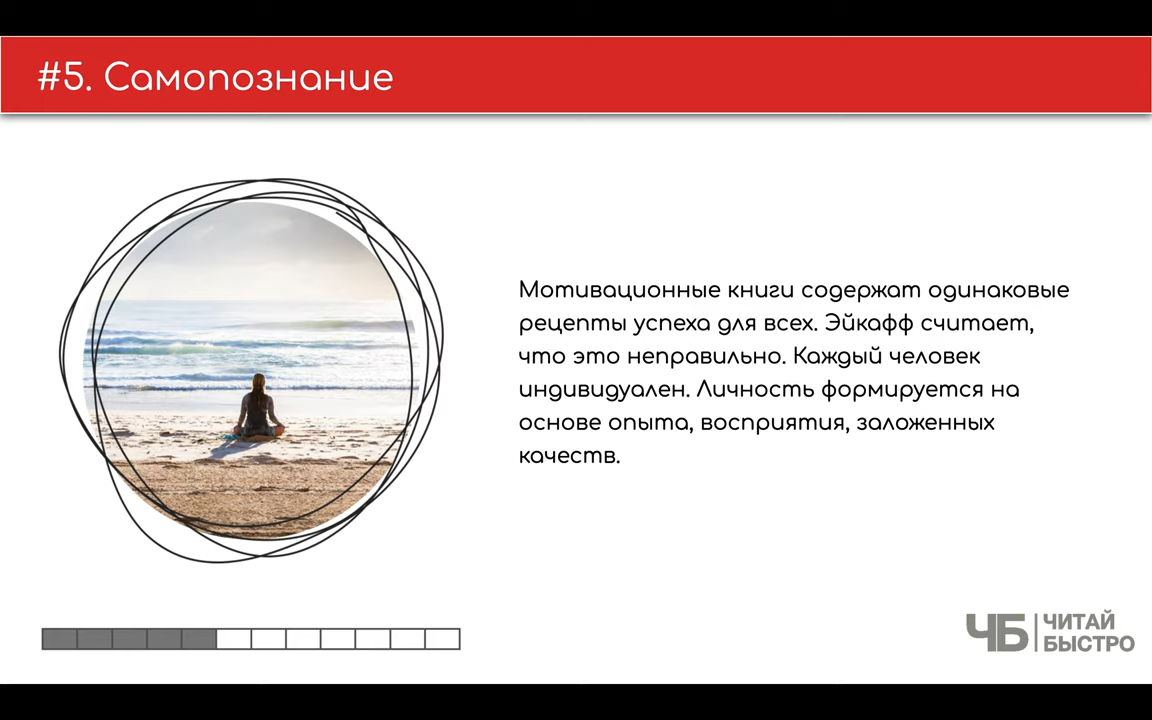 #5. Самопознание
Мотивационные книги содержат одинаковые
рецепты успеха для всех. Эйкафф считает,
что это неправильно. Каждый человек
индивидуален. Личность формируется на
основе опыта, восприятия, заложенных
качеств.
ЧБ
ЧИТАЙ
БЫСТРО